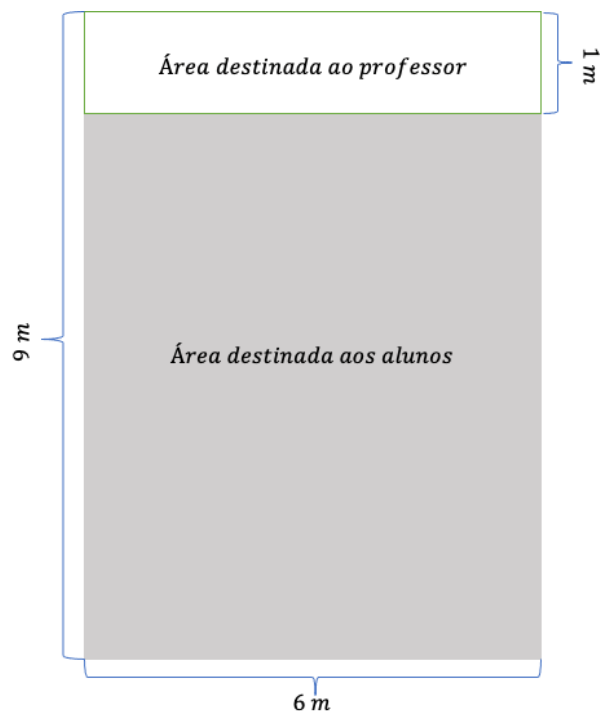 Área destinada ao professor
1 m
9 m
Área destinada aos alunos
6 m